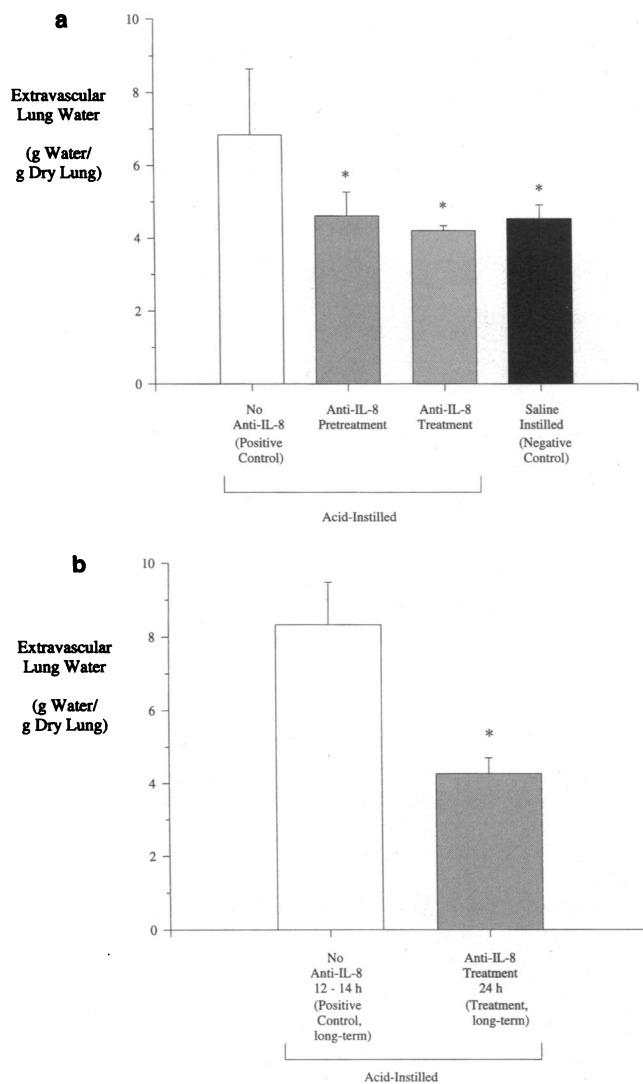 a
Extravascular
Lung Water
(g Water/
g Dry Lung)
10
8
6
4
2
0
*
*
*
No
Anti-IL-8
(Positive
Control)
Anti-IL-8
Pretreatment
Anti-IL-8
Treatment
Saline
Instilled
(Negative
Control)
Acid-Instilled
b
Extravascular
Lung Water
(g Water/
g Dry Lung)
10
8
6
4
2
0
*
No
Anti-IL-8
12 - 14 h
(Positive
Control,
long-term)
Anti-IL-8
Treatment
24 h
(Treatment,
long-term)
Acid-Instilled